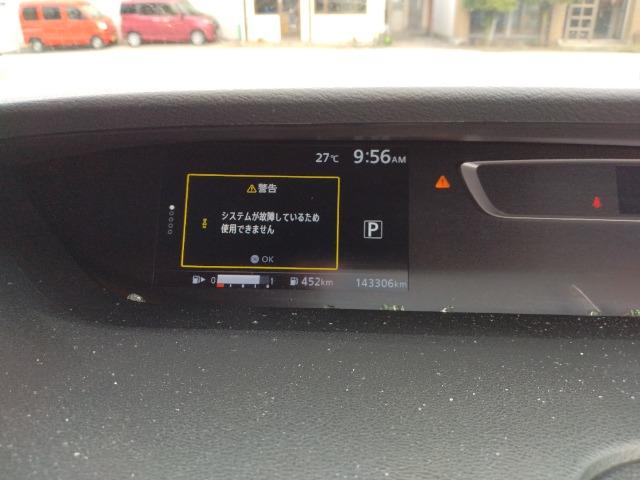 27℃ 9:56AM
警告
システムが故障しているため
使用できません
OK
P
0 1 452km 143306km